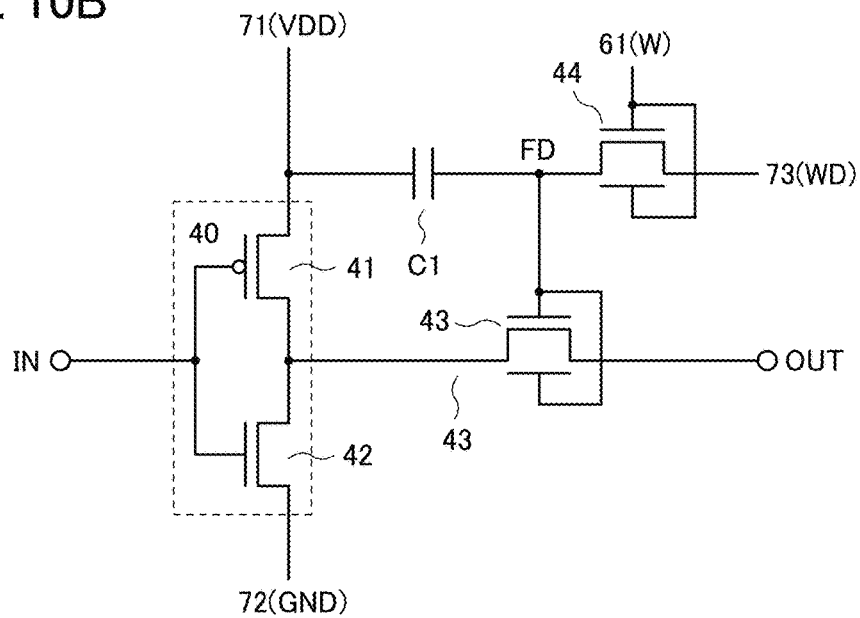 10B
71(VDD)
61(W)
44
FD
73(WD)
40
41
C1
43
IN
OUT
43
42
72(GND)